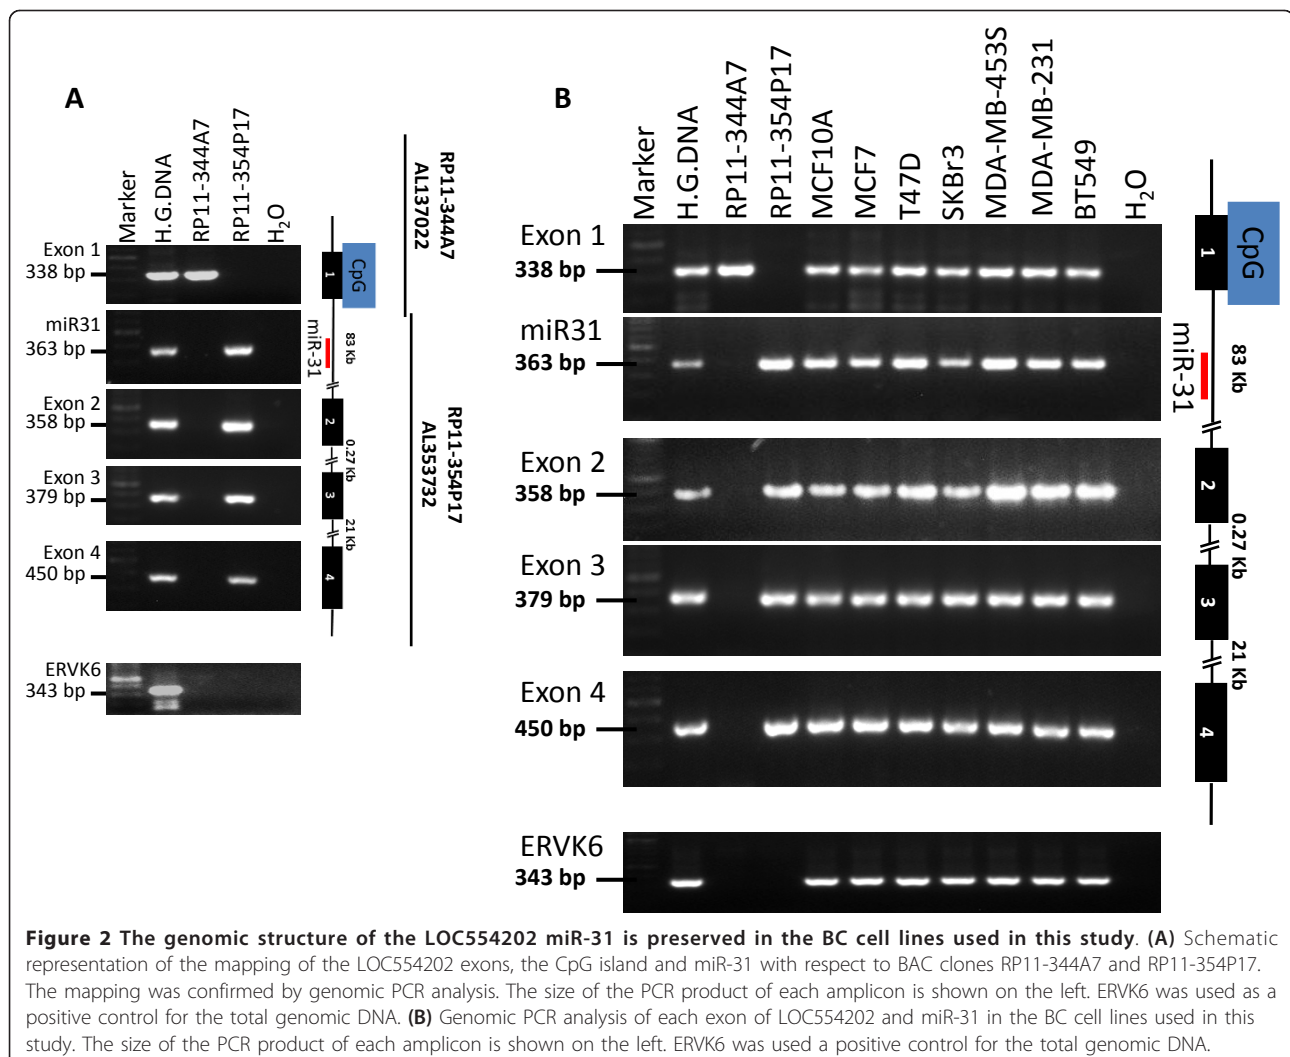 A
Marker
H.G.DNA
RP11-344A7
RP11-354P17
H2O
Exon 1
338 bp
miR31
363 bp
Exon 2
358 bp
Exon 3
379 bp
Exon 4
450 bp
ERVK6
343 bp
1
CpG
miR-31
83 Kb
2
0.27 Kb
3
21 Kb
4
RP11-344A7
AL137022
RP11-354P17
AL353732
B
Marker
H.G.DNA
RP11-344A7
RP11-354P17
MCF10A
MCF7
T47D
SKBr3
MDA-MB-453S
MDA-MB-231
BT549
H2O
Exon 1
338 bp
miR31
363 bp
Exon 2
358 bp
Exon 3
379 bp
Exon 4
450 bp
ERVK6
343 bp
1
CpG
miR-31
83 Kb
2
0.27 Kb
3
21 Kb
4
Figure 2 The genomic structure of the LOC554202 miR-31 is preserved in the BC cell lines used in this study. (A) Schematic
representation of the mapping of the LOC554202 exons, the CpG island and miR-31 with respect to BAC clones RP11-344A7 and RP11-354P17.
The mapping was confirmed by genomic PCR analysis. The size of the PCR product of each amplicon is shown on the left. ERVK6 was used as a
positive control for the total genomic DNA. (B) Genomic PCR analysis of each exon of LOC554202 and miR-31 in the BC cell lines used in this
study. The size of the PCR product of each amplicon is shown on the left. ERVK6 was used a positive control for the total genomic DNA.